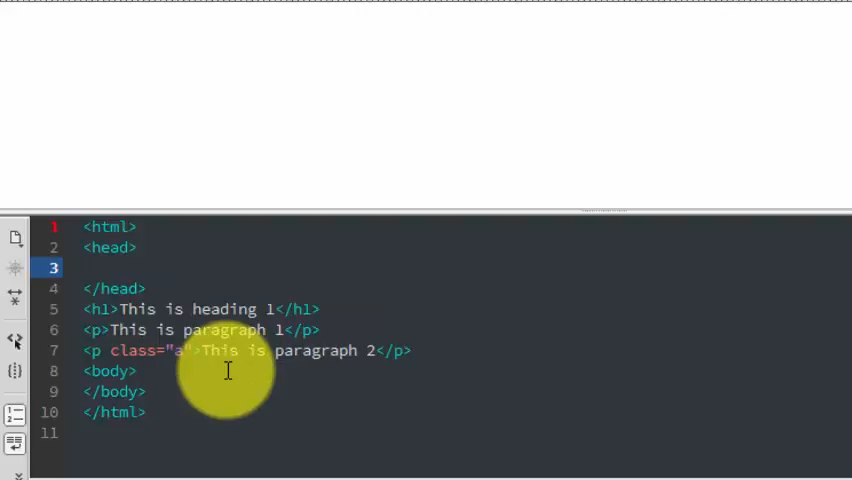 1 <html>
2 <head>
3
4 </head>
5 <h1>This is heading 1</h1>
6 <p>This is paragraph 1</p>
7 <p class="a">This is paragraph 2</p>
8 <body>
9 </body>
10 </html>
11